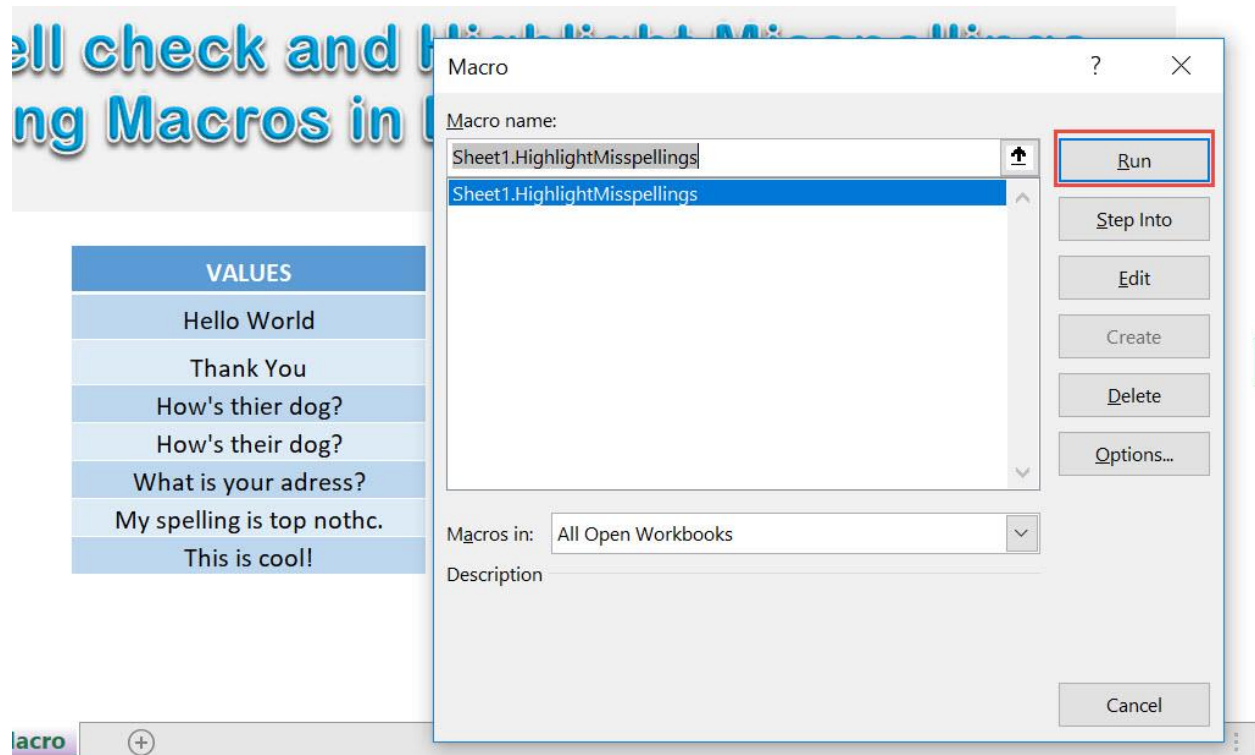 ell check and Highlight Misspellings
ng Macros in
Macro
?
Macro name:
Sheet1.HighlightMisspellings
Sheet1.HighlightMisspellings
Run
Step Into
Edit
Create
Delete
Options...
Macros in: All Open Workbooks
Description
Cancel
VALUES
Hello World
Thank You
How's thier dog?
How's their dog?
What is your adress?
My spelling is top nothc.
This is cool!
lacro